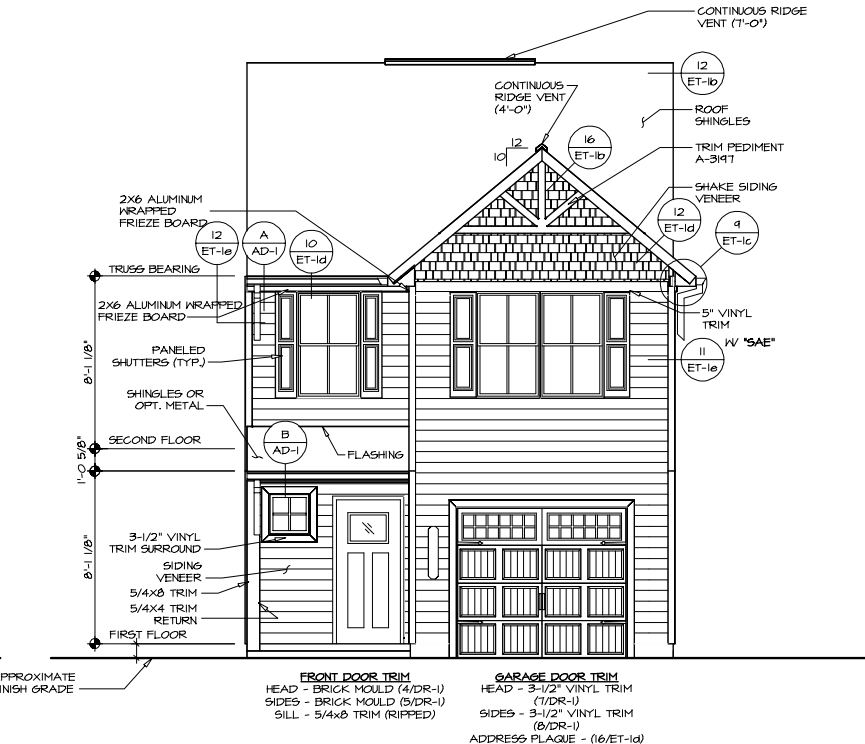 CONTINUOUS RIDGE
VENT (7'-0")
12
ET-1b
CONTINUOUS
RIDGE VENT
(4'-0")
ROOF
SHINGLES
12
10
16
ET-1b
TRIM PEDIMENT
A-3197
SHAKE SIDING
VENEER
2X6 ALUMINUM
WRAPPED
FRIEZE BOARD
12
ET-1e
A
AD-1
10
ET-1d
12
ET-1d
9
ET-1c
TRUSS BEARING
2X6 ALUMINUM WRAPPED
FRIEZE BOARD
5" VINYL
TRIM
W/ "SAE"
8'-1 1/8"
PANELED
SHUTTERS (TYP.)
11
ET-1e
SHINGLES OR
OPT. METAL
B
AD-1
SECOND FLOOR
FLASHING
1'-0 5/8"
3-1/2" VINYL
TRIM SURROUND
8'-1 1/8"
SIDING
VENEER
5/4X8 TRIM
5/4X4 TRIM
RETURN
FIRST FLOOR
PPROXIMATE
NISH GRADE
FRONT DOOR TRIM
HEAD - BRICK MOULD (4/DR-1)
SIDES - BRICK MOULD (5/DR-1)
SILL - 5/4x8 TRIM (RIPPED)
GARAGE DOOR TRIM
HEAD - 3-1/2" VINYL TRIM
(7/DR-1)
SIDES - 3-1/2" VINYL TRIM
(8/DR-1)
ADDRESS PLAQUE - (16/ET-1d)